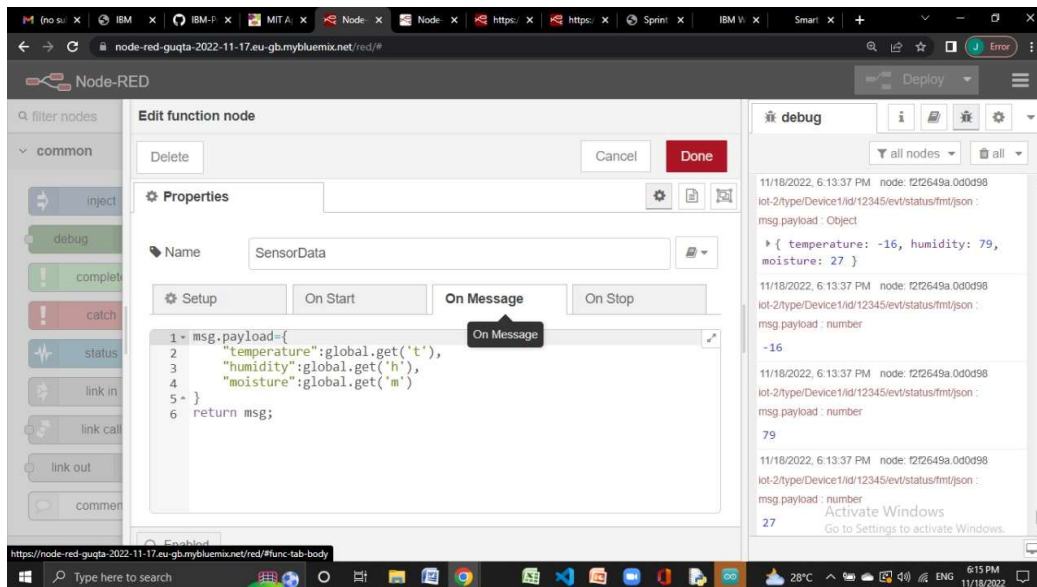 (no su
IBM
IBM-P
MIT A
Node-
Node
https:/
https:/
Sprint
IBM W
Smart
node-red-guqta-2022-11-17.eu-gb.mybluemix.net/red/#
J Error
Node-RED
Deploy
filter nodes
common
inject
debug
complete
catch
status
link in
link call
link out
commen
Edit function node
Delete
Cancel
Done
Properties
Name
SensorData
Setup
On Start
On Message
On Stop
On Message
1 msg.payload={
2 "temperature":global.get('t'),
3 "humidity":global.get('h'),
4 "moisture":global.get('m')
5 }
6 return msg;
Enabled
debug
all nodes
all
11/18/2022, 6:13:37 PM node: f2f2649a.0d0d98
iot-2/type/Device1/id/12345/evt/status/fmt/json :
msg.payload : Object
{ temperature: -16, humidity: 79,
moisture: 27 }
11/18/2022, 6:13:37 PM node: f2f2649a.0d0d98
iot-2/type/Device1/id/12345/evt/status/fmt/json :
msg.payload : number
-16
11/18/2022, 6:13:37 PM node: f2f2649a.0d0d98
iot-2/type/Device1/id/12345/evt/status/fmt/json :
msg.payload : number
79
11/18/2022, 6:13:37 PM node: f2f2649a.0d0d98
iot-2/type/Device1/id/12345/evt/status/fmt/json :
msg.payload : number
27
Activate Windows
Go to Settings to activate Windows.
https://node-red-guqta-2022-11-17.eu-gb.mybluemix.net/red/#func-tab-body
Type here to search
28°C
ENG
6:15 PM
11/18/2022